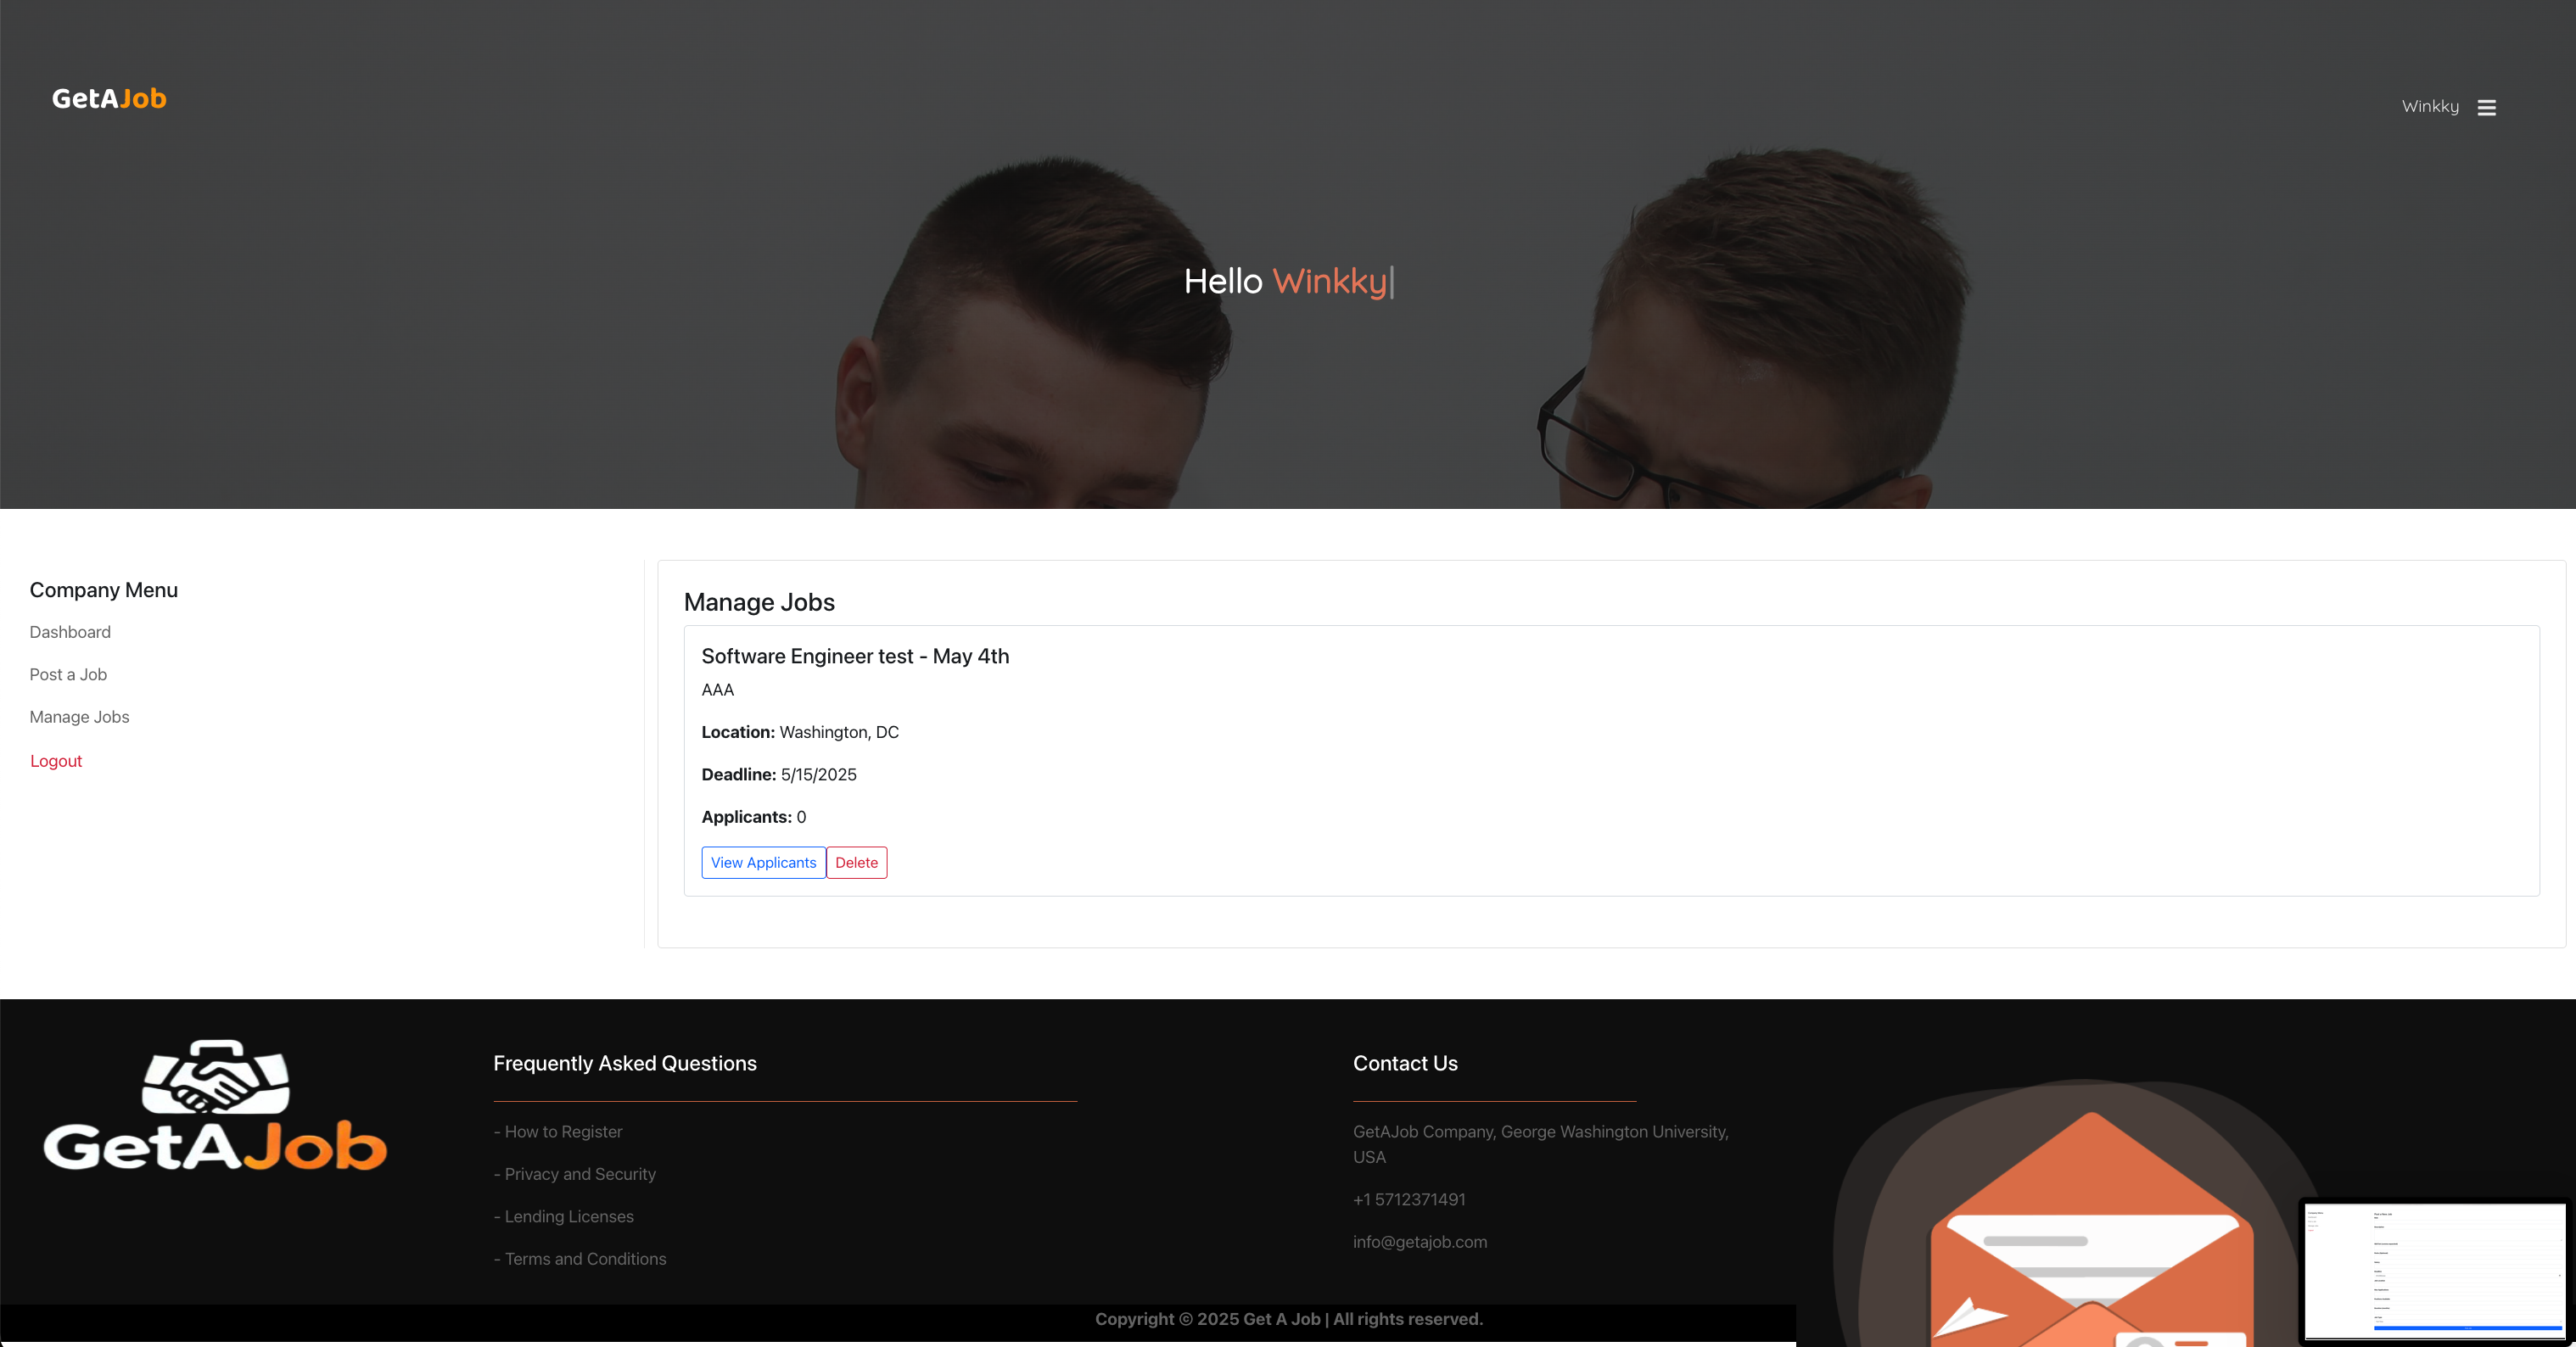 GetAJob
Winkky
Hello Winkky
Company Menu
Dashboard
Post a Job
Manage Jobs
Logout
Manage Jobs
Software Engineer test - May 4th
AAA
Location: Washington, DC
Deadline: 5/15/2025
Applicants: 0
View Applicants
Delete
GetAJob
Frequently Asked Questions
- How to Register
- Privacy and Security
- Lending Licenses
- Terms and Conditions
Contact Us
GetAJob Company, George Washington University,
USA
+1 5712371491
info@getajob.com
Copyright © 2025 Get A Job | All rights reserved.